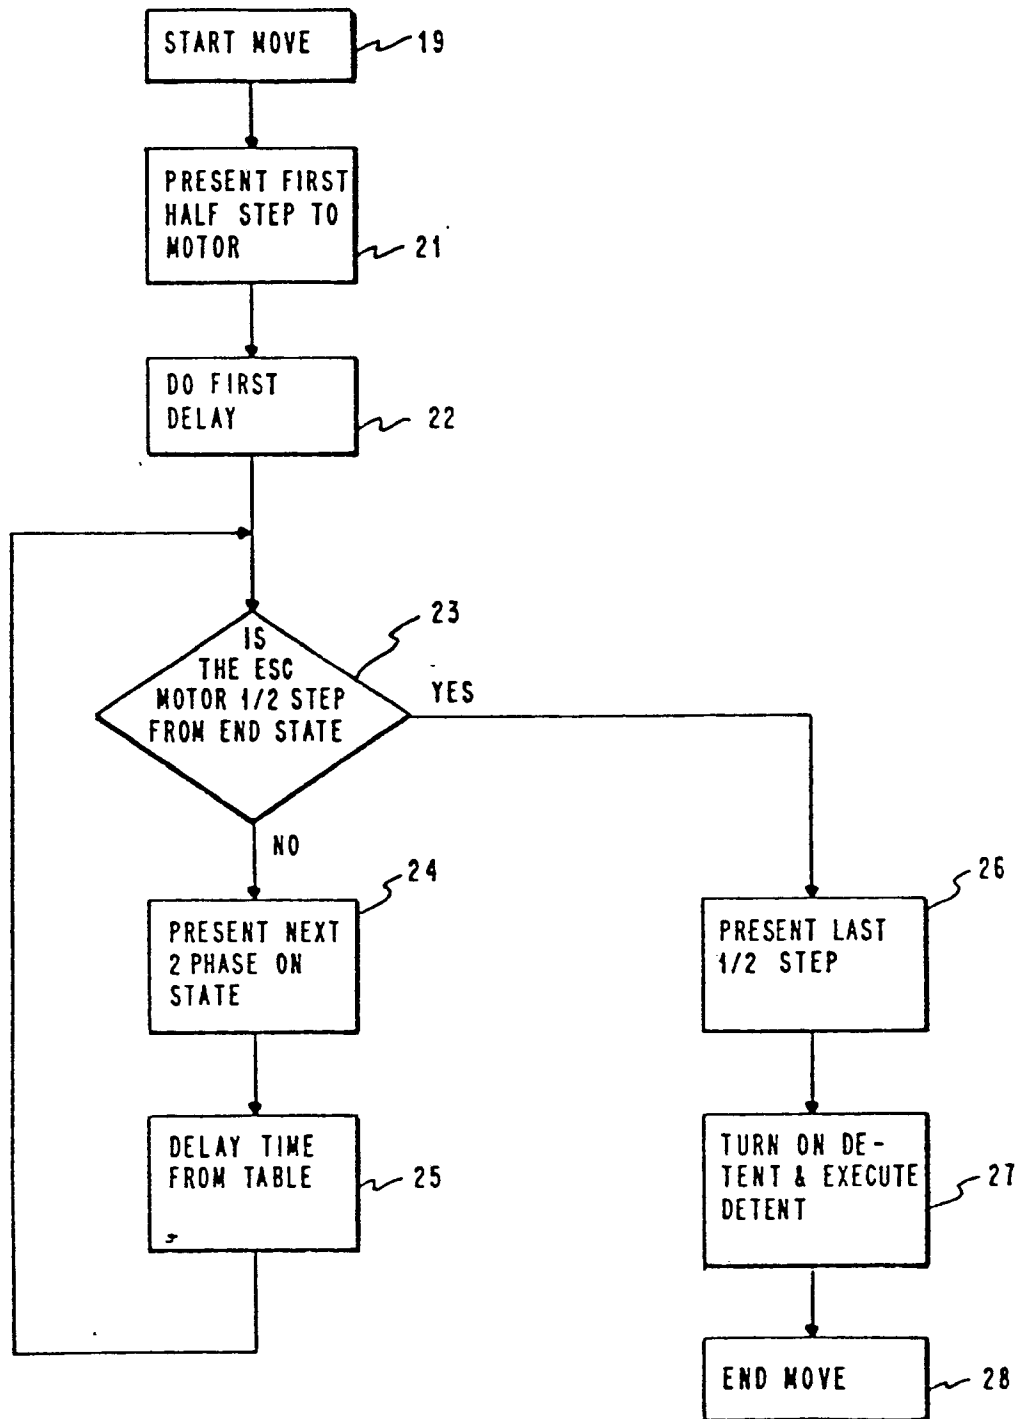 START MOVE
19
PRESENT FIRST
HALF STEP TO
MOTOR
21
DO FIRST
DELAY
22
IS
THE ESC
MOTOR 1/2 STEP
FROM END STATE
23
YES
NO
24
PRESENT NEXT
2 PHASE ON
STATE
DELAY TIME
FROM TABLE
25
26
PRESENT LAST
1/2 STEP
TURN ON DE-
TENT & EXECUTE
DETENT
27
END MOVE
28